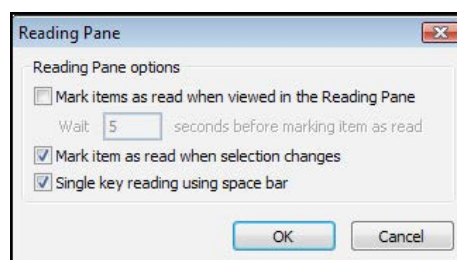 Reading Pane
Reading Pane options
Mark items as read when viewed in the Reading Pane
Wait 5 seconds before marking item as read
Mark item as read when selection changes
Single key reading using space bar
OK Cancel